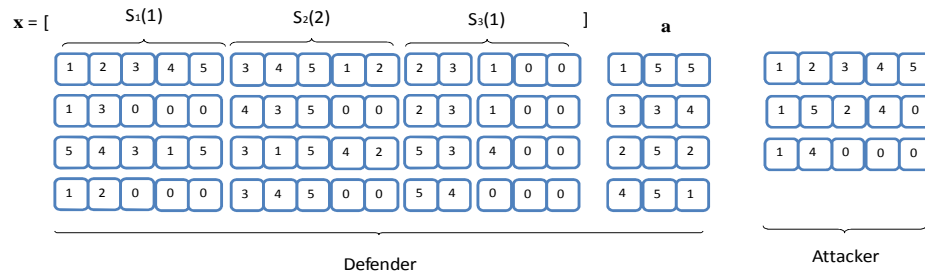 x = [ S₁(1) S₂(2) S₃(1) ] a
1 2 3 4 5 3 4 5 1 2 2 3 1 0 0 1 5 5 1 2 3 4 5
1 3 0 0 0 4 3 5 0 0 2 3 1 0 0 3 3 4 1 5 2 4 0
5 4 3 1 5 3 1 5 4 2 5 3 4 0 0 2 5 2 1 4 0 0 0
1 2 0 0 0 3 4 5 0 0 5 4 0 0 0 4 5 1
Defender Attacker